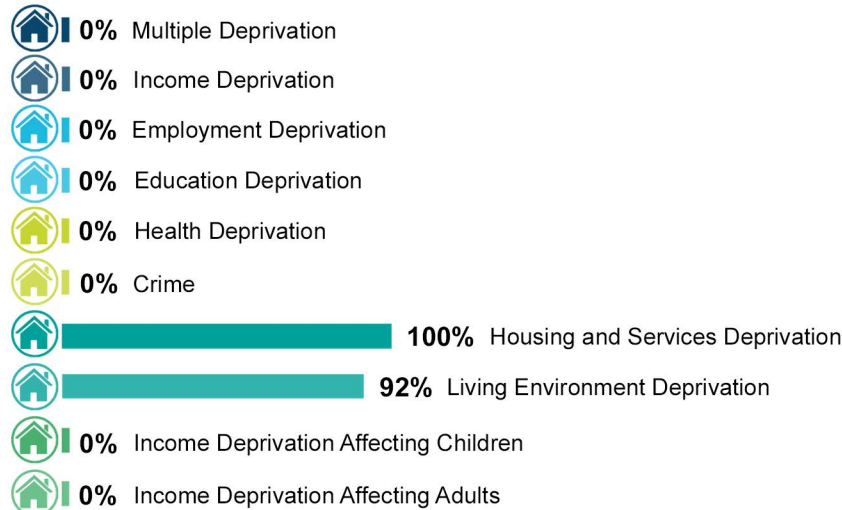 0% Multiple Deprivation
0% Income Deprivation
0% Employment Deprivation
0% Education Deprivation
0% Health Deprivation
0% Crime
100% Housing and Services Deprivation
92% Living Environment Deprivation
0% Income Deprivation Affecting Children
0% Income Deprivation Affecting Adults